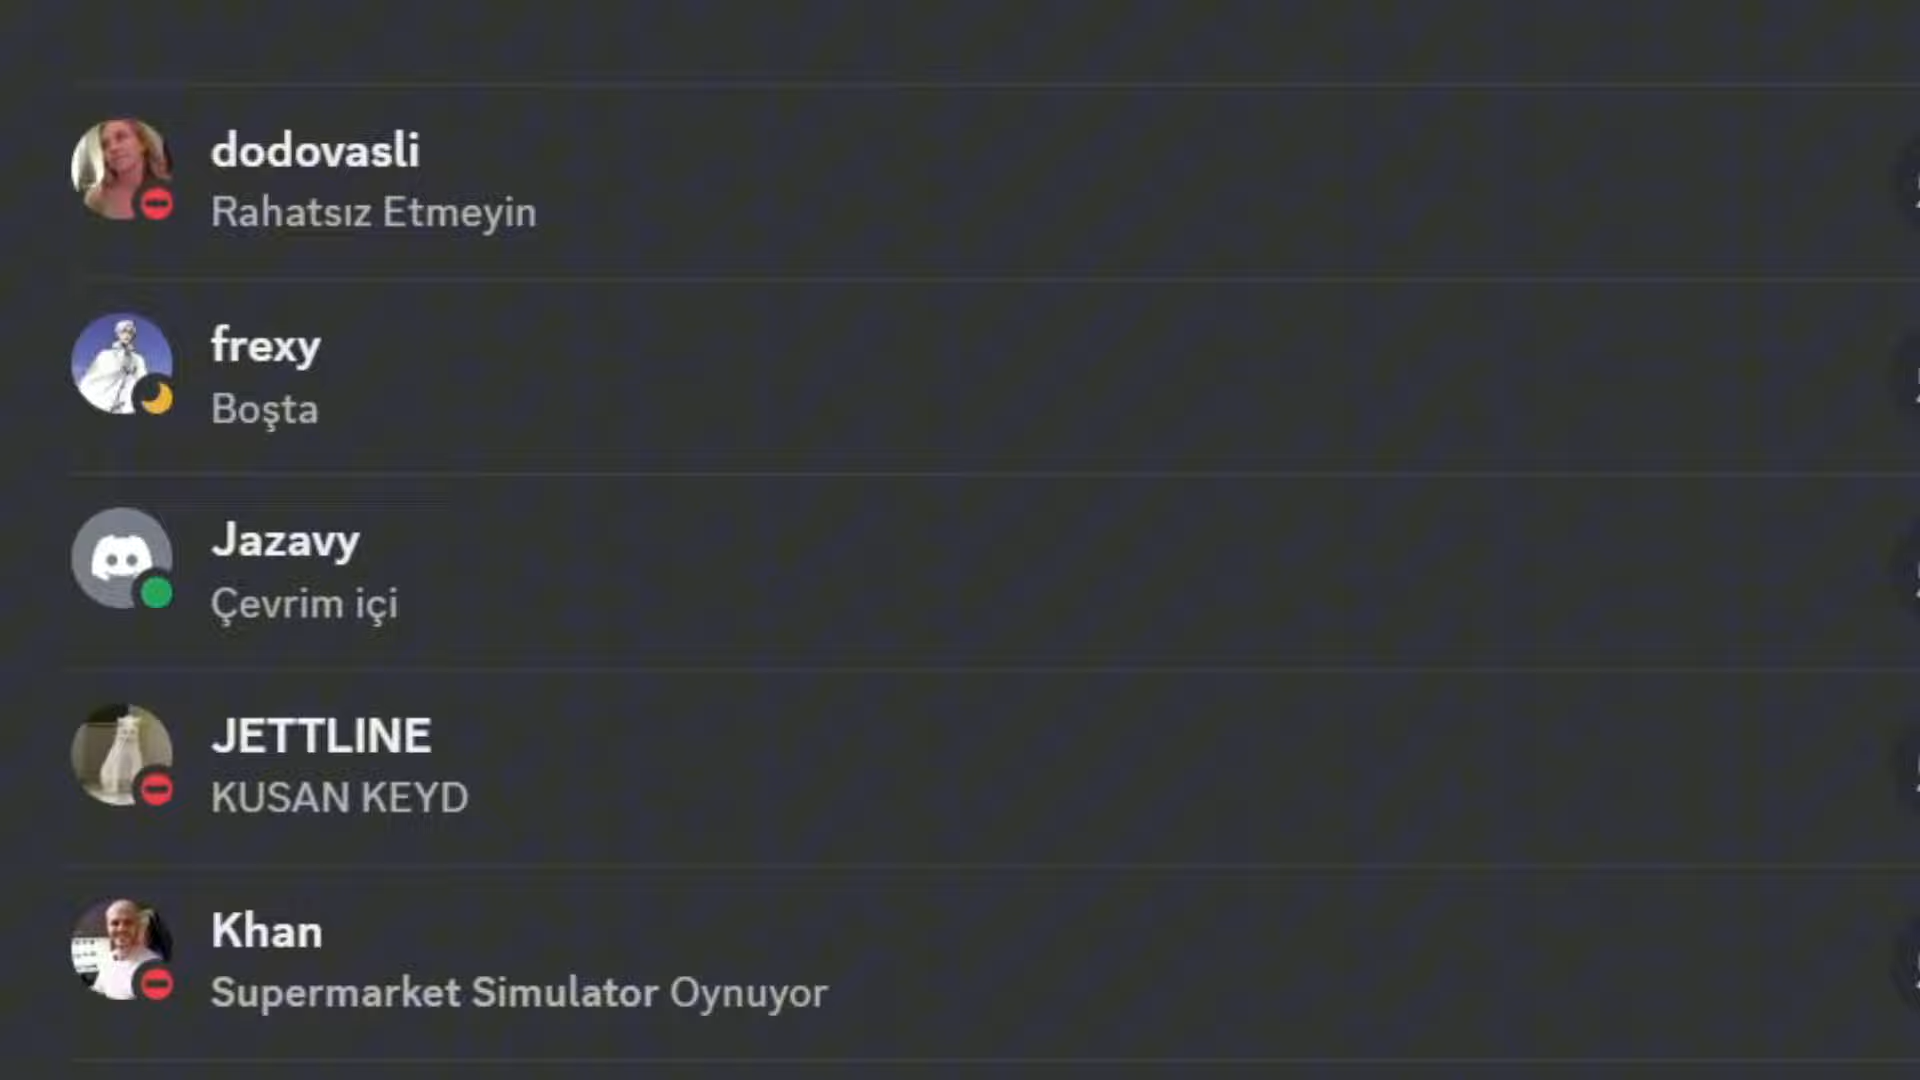 dodovasli
Rahatsız Etmeyin
frexy
Boşta
Jazavy
Çevrim içi
JETTLINE
KUSAN KEYD
Khan
Supermarket Simulator Oynuyor